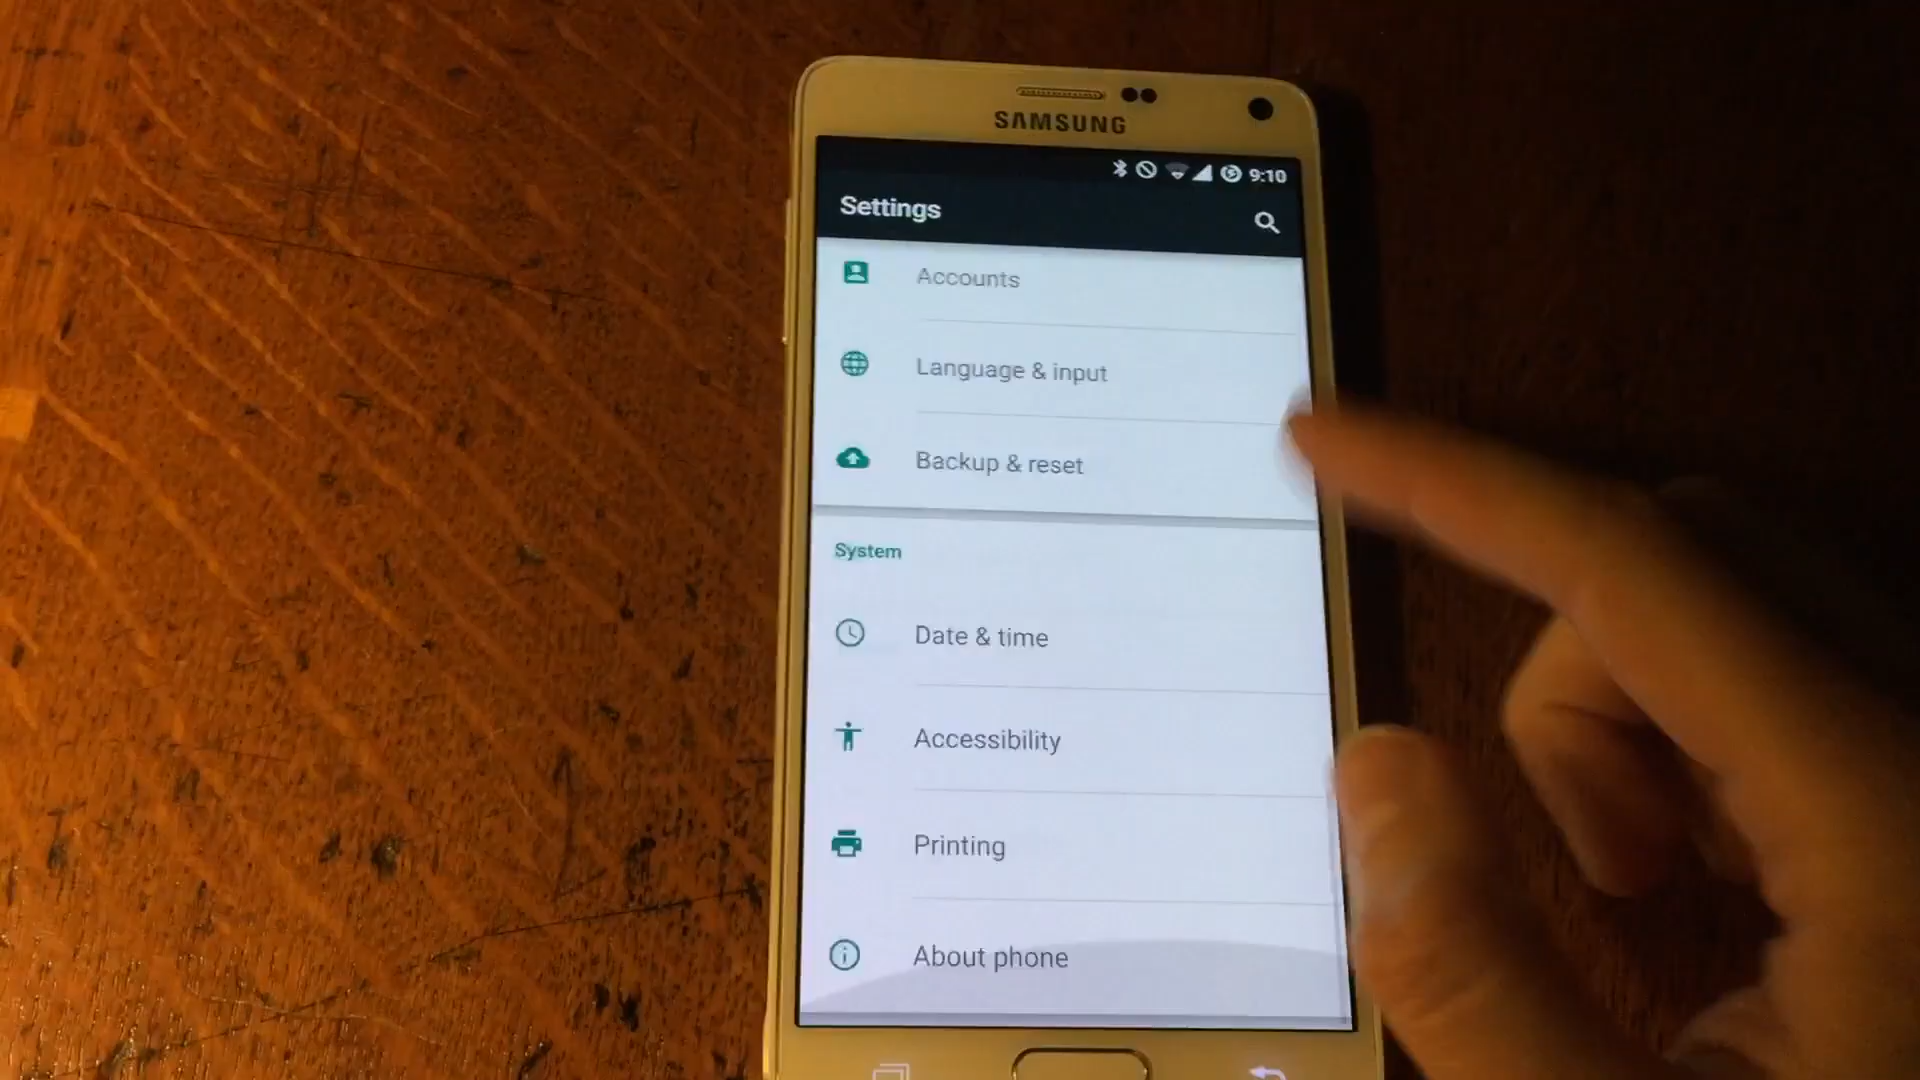 SAMSUNG
9:10
Settings
Accounts
Language & input
Backup & reset
System
Date & time
Accessibility
Printing
About phone